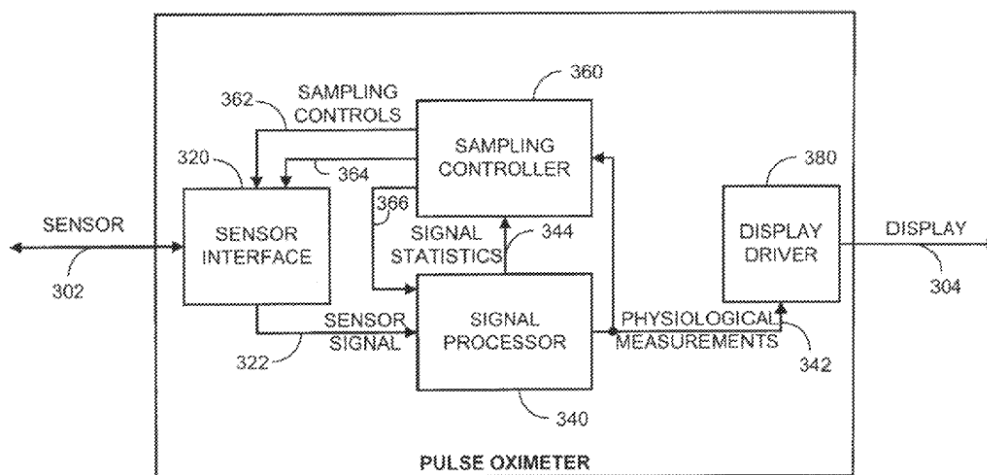 360
362
SAMPLING
CONTROLS
320
364
SAMPLING
CONTROLLER
380
366
SENSOR
302
SENSOR
INTERFACE
SIGNAL
STATISTICS
344
DISPLAY
DRIVER
DISPLAY
304
SENSOR
SIGNAL
322
SIGNAL
PROCESSOR
PHYSIOLOGICAL
MEASUREMENTS
342
340
PULSE OXIMETER